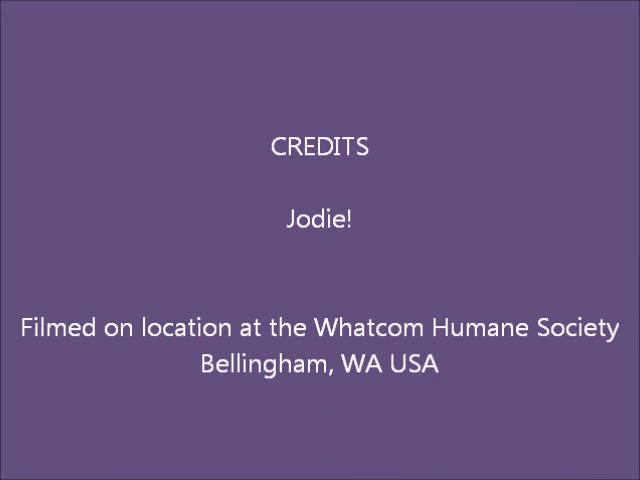 CREDITS
Jodie!
Filmed on location at the Whatcom Humane Society
Bellingham, WA USA